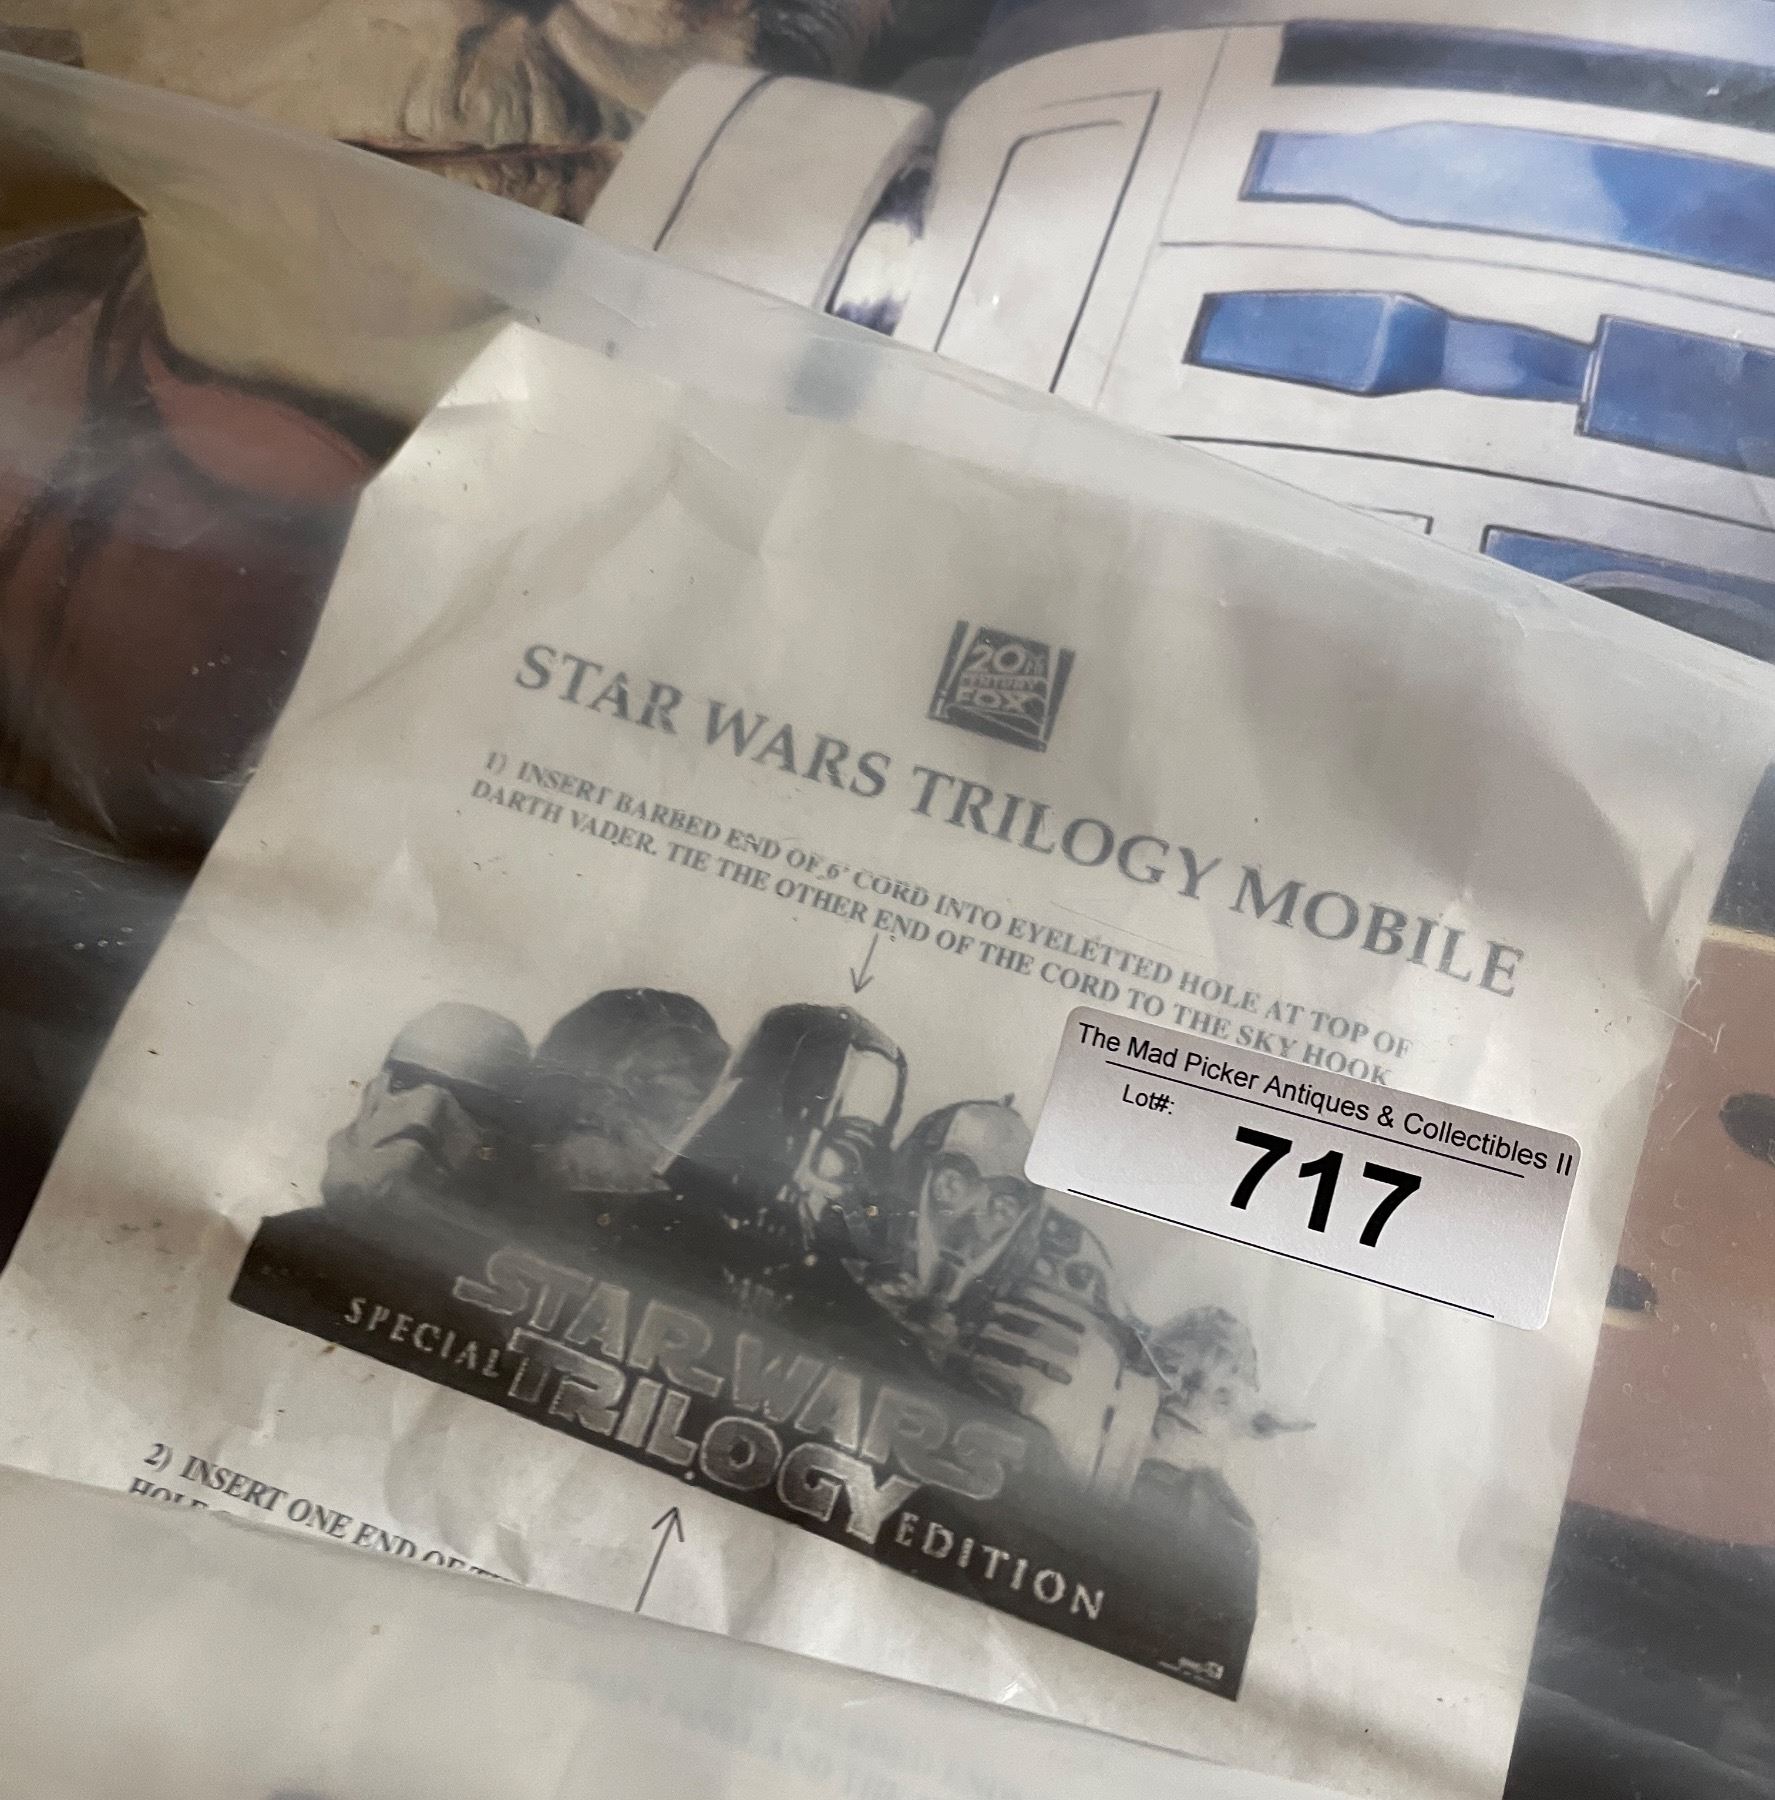 20TH
CENTURY
FOX
STAR WARS TRILOGY MOBILE
1) INSERT BARBED END OF 6' CORD INTO EYELETTED HOLE AT TOP OF
DARTH VADER. TIE THE OTHER END OF THE CORD TO THE SKY HOOK
The Mad Picker Antiques & Collectibles II
Lot#:
717
STAR WARS
SPECIAL TRILOGY EDITION
2) INSERT ONE END OF
HOLE